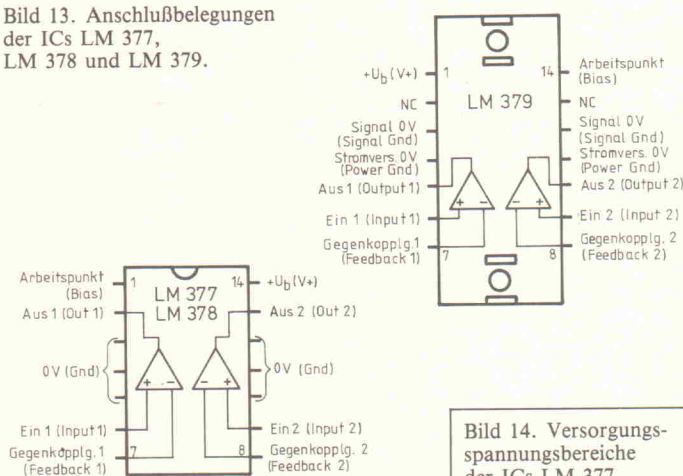 Bild 13. Anschlußbelegungen
der ICs LM 377,
LM 378 und LM 379.
+Ub(V+)
1
14
Arbeitspunkt
(Bias)
NC
LM 379
NC
Signal 0V
(Signal Gnd)
Signal 0V
(Signal Gnd)
Stromvers. 0V
(Power Gnd)
Stromvers. 0V
(Power Gnd)
Aus 1 (Output 1)
Aus 2 (Output 2)
+ -
- +
Ein 1 (Input 1)
Ein 2 (Input 2)
Gegenkopplg. 1
(Feedback 1)
7
8
Gegenkopplg. 2
(Feedback 2)
Arbeitspunkt
(Bias)
1
LM 377
LM 378
14
+Ub(V+)
Aus 1 (Out 1)
Aus 2 (Out 2)
0V (Gnd)
0V (Gnd)
+ -
- +
Ein 1 (Input 1)
Ein 2 (Input 2)
Gegenkopplg. 1
(Feedback 1)
7
8
Gegenkopplg. 2
(Feedback 2)
Bild 14. Versorgungs-
spannungsbereiche
der ICs LM 377